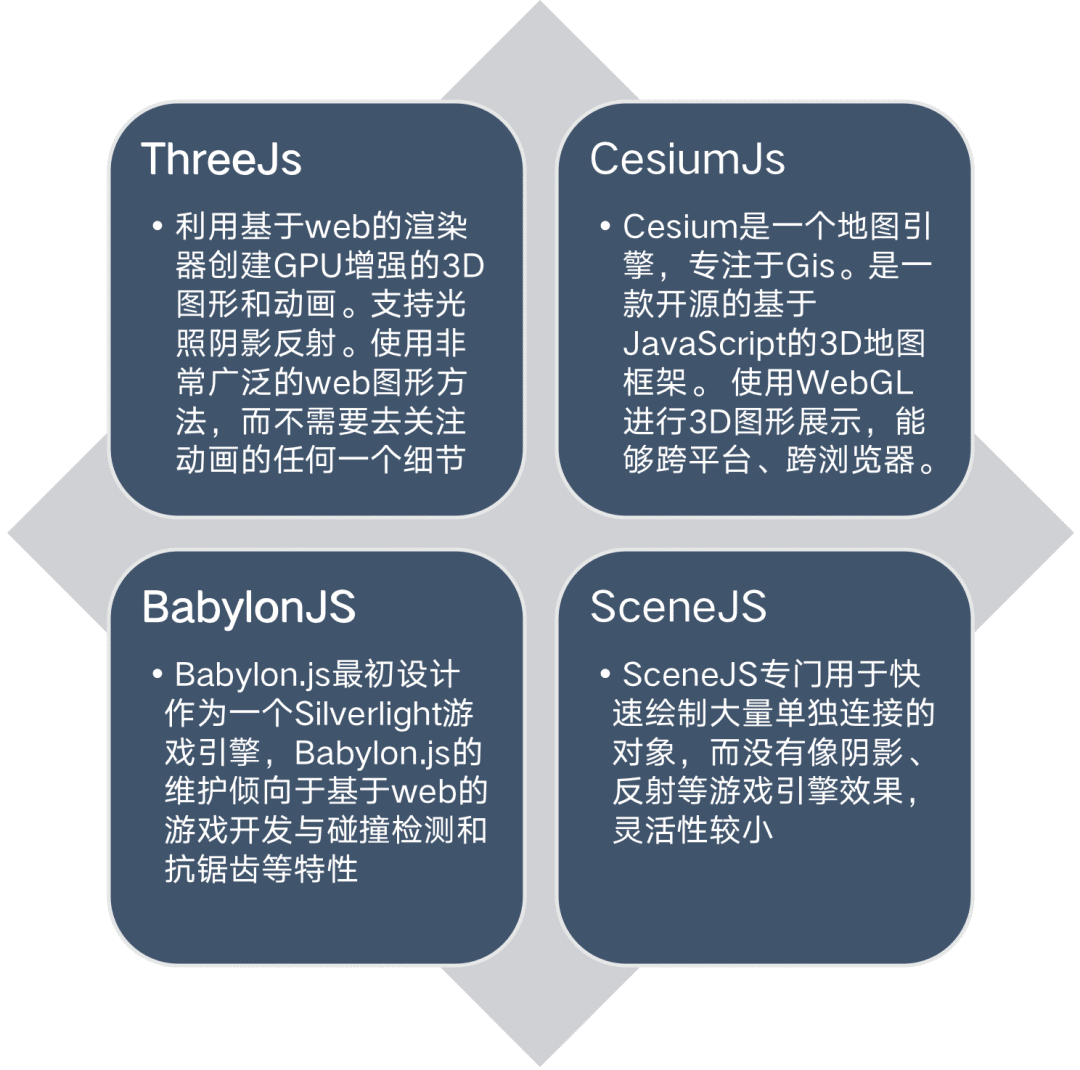 ThreeJs
• 利用基于web的渲染
器创建GPU增强的3D
图形和动画。支持光
照阴影反射。使用非
常广泛的web图形方
法，而不需要去关注
动画的任何一个细节
CesiumJs
• Cesium是一个地图引
擎，专注于Gis。是一
款开源的基于
JavaScript的3D地图
框架。 使用WebGL
进行3D图形展示，能
够跨平台、跨浏览器。
BabylonJS
• Babylon.js最初设计
作为一个Silverlight游
戏引擎，Babylon.js的
维护倾向于基于web的
游戏开发与碰撞检测和
抗锯齿等特性
SceneJS
• SceneJS专门用于快
速绘制大量单独连接的
对象，而没有像阴影、
反射等游戏引擎效果，
灵活性较小